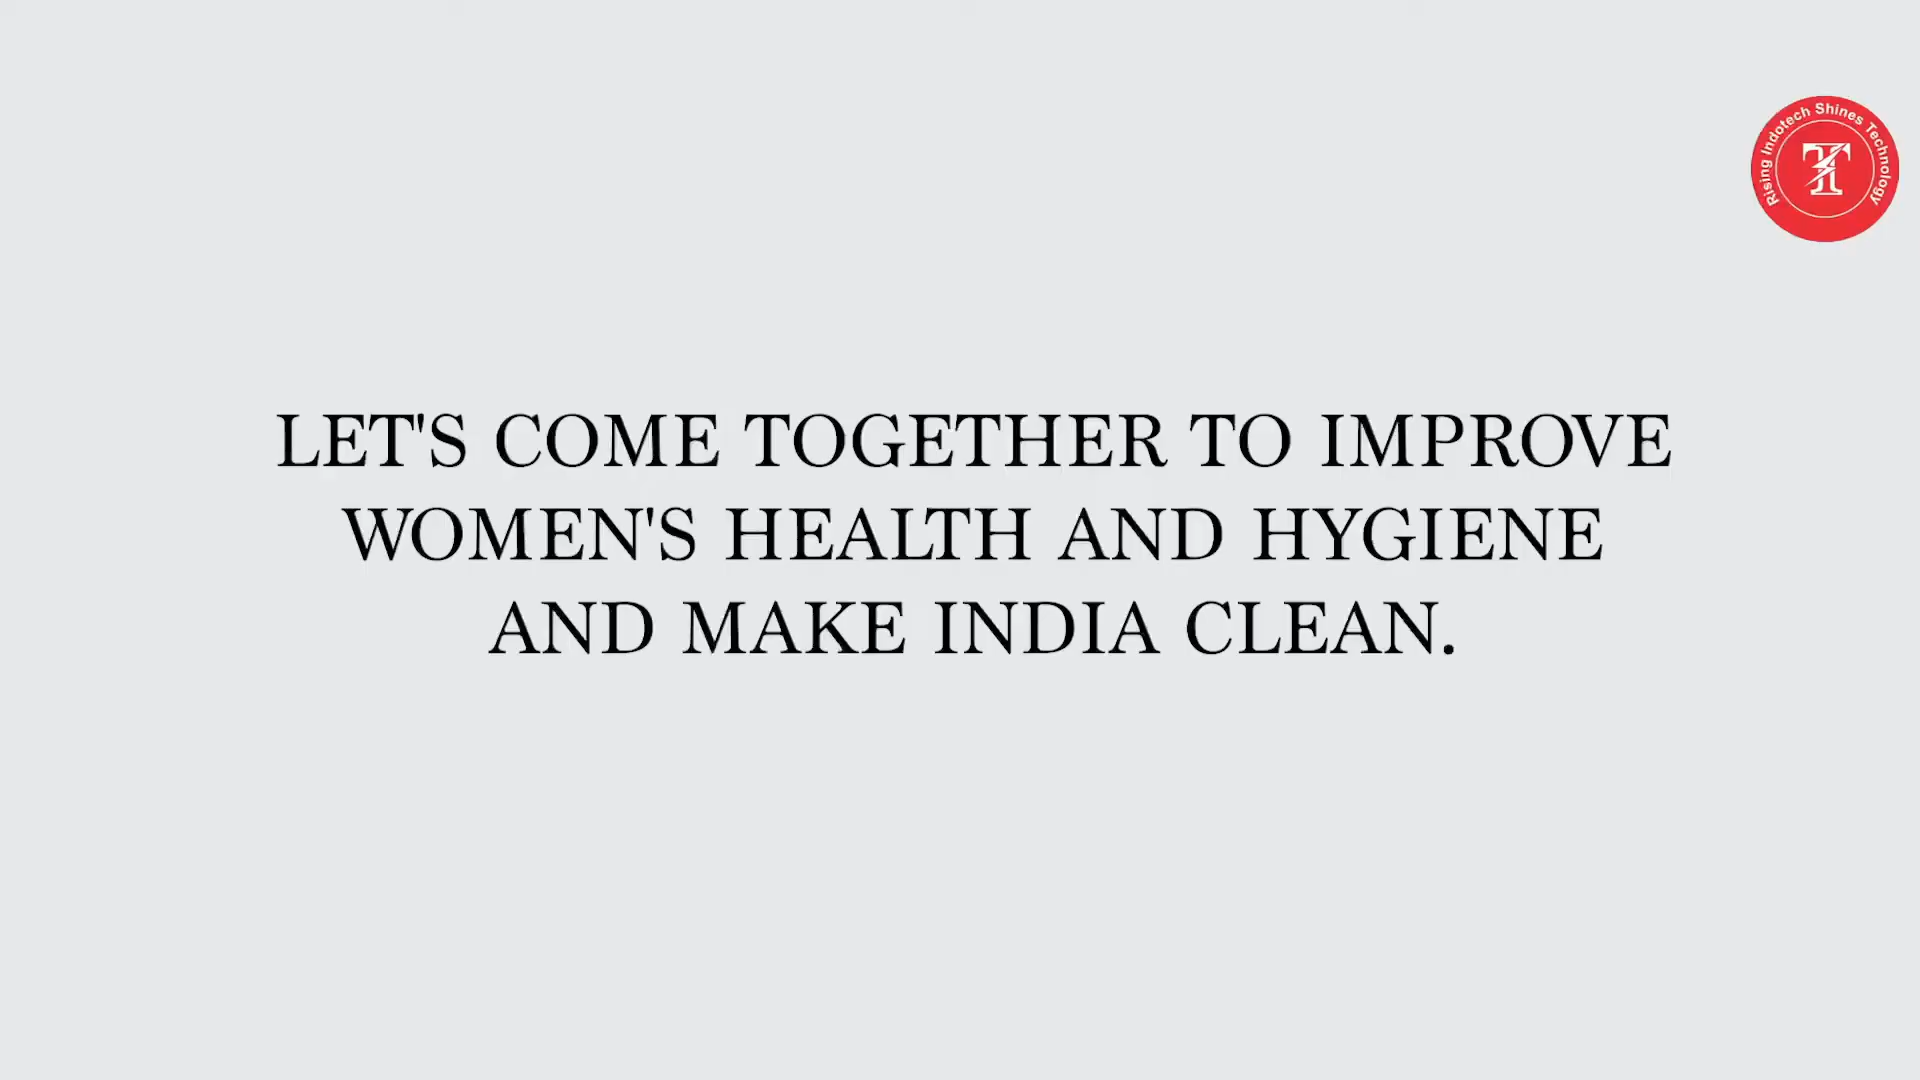 Rising Indotech Shines Technology
LET'S COME TOGETHER TO IMPROVE
WOMEN'S HEALTH AND HYGIENE
AND MAKE INDIA CLEAN.